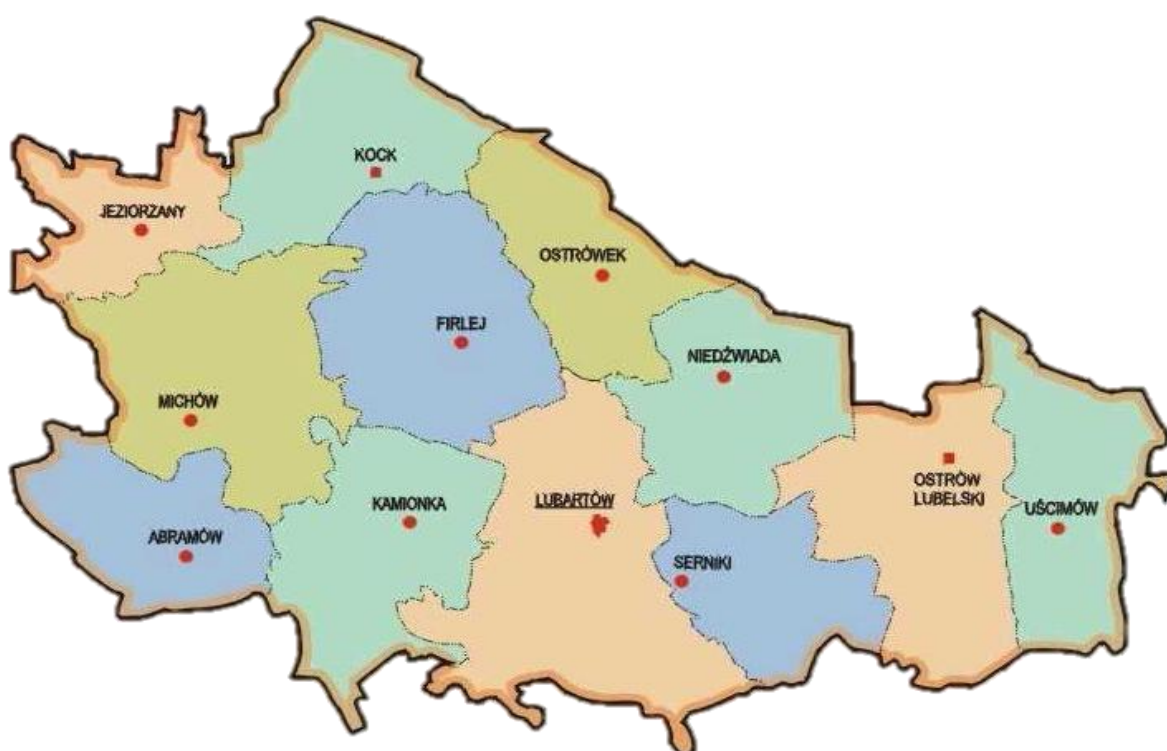 KOCK
JEZIORZANY
OSTRÓWEK
FIRLEJ
NIEDŹWIADA
MICHÓW
OSTRÓW
LUBELSKI
KAMIONKA
LUBARTÓW
UŚCIMÓW
ABRAMÓW
SERNIKI